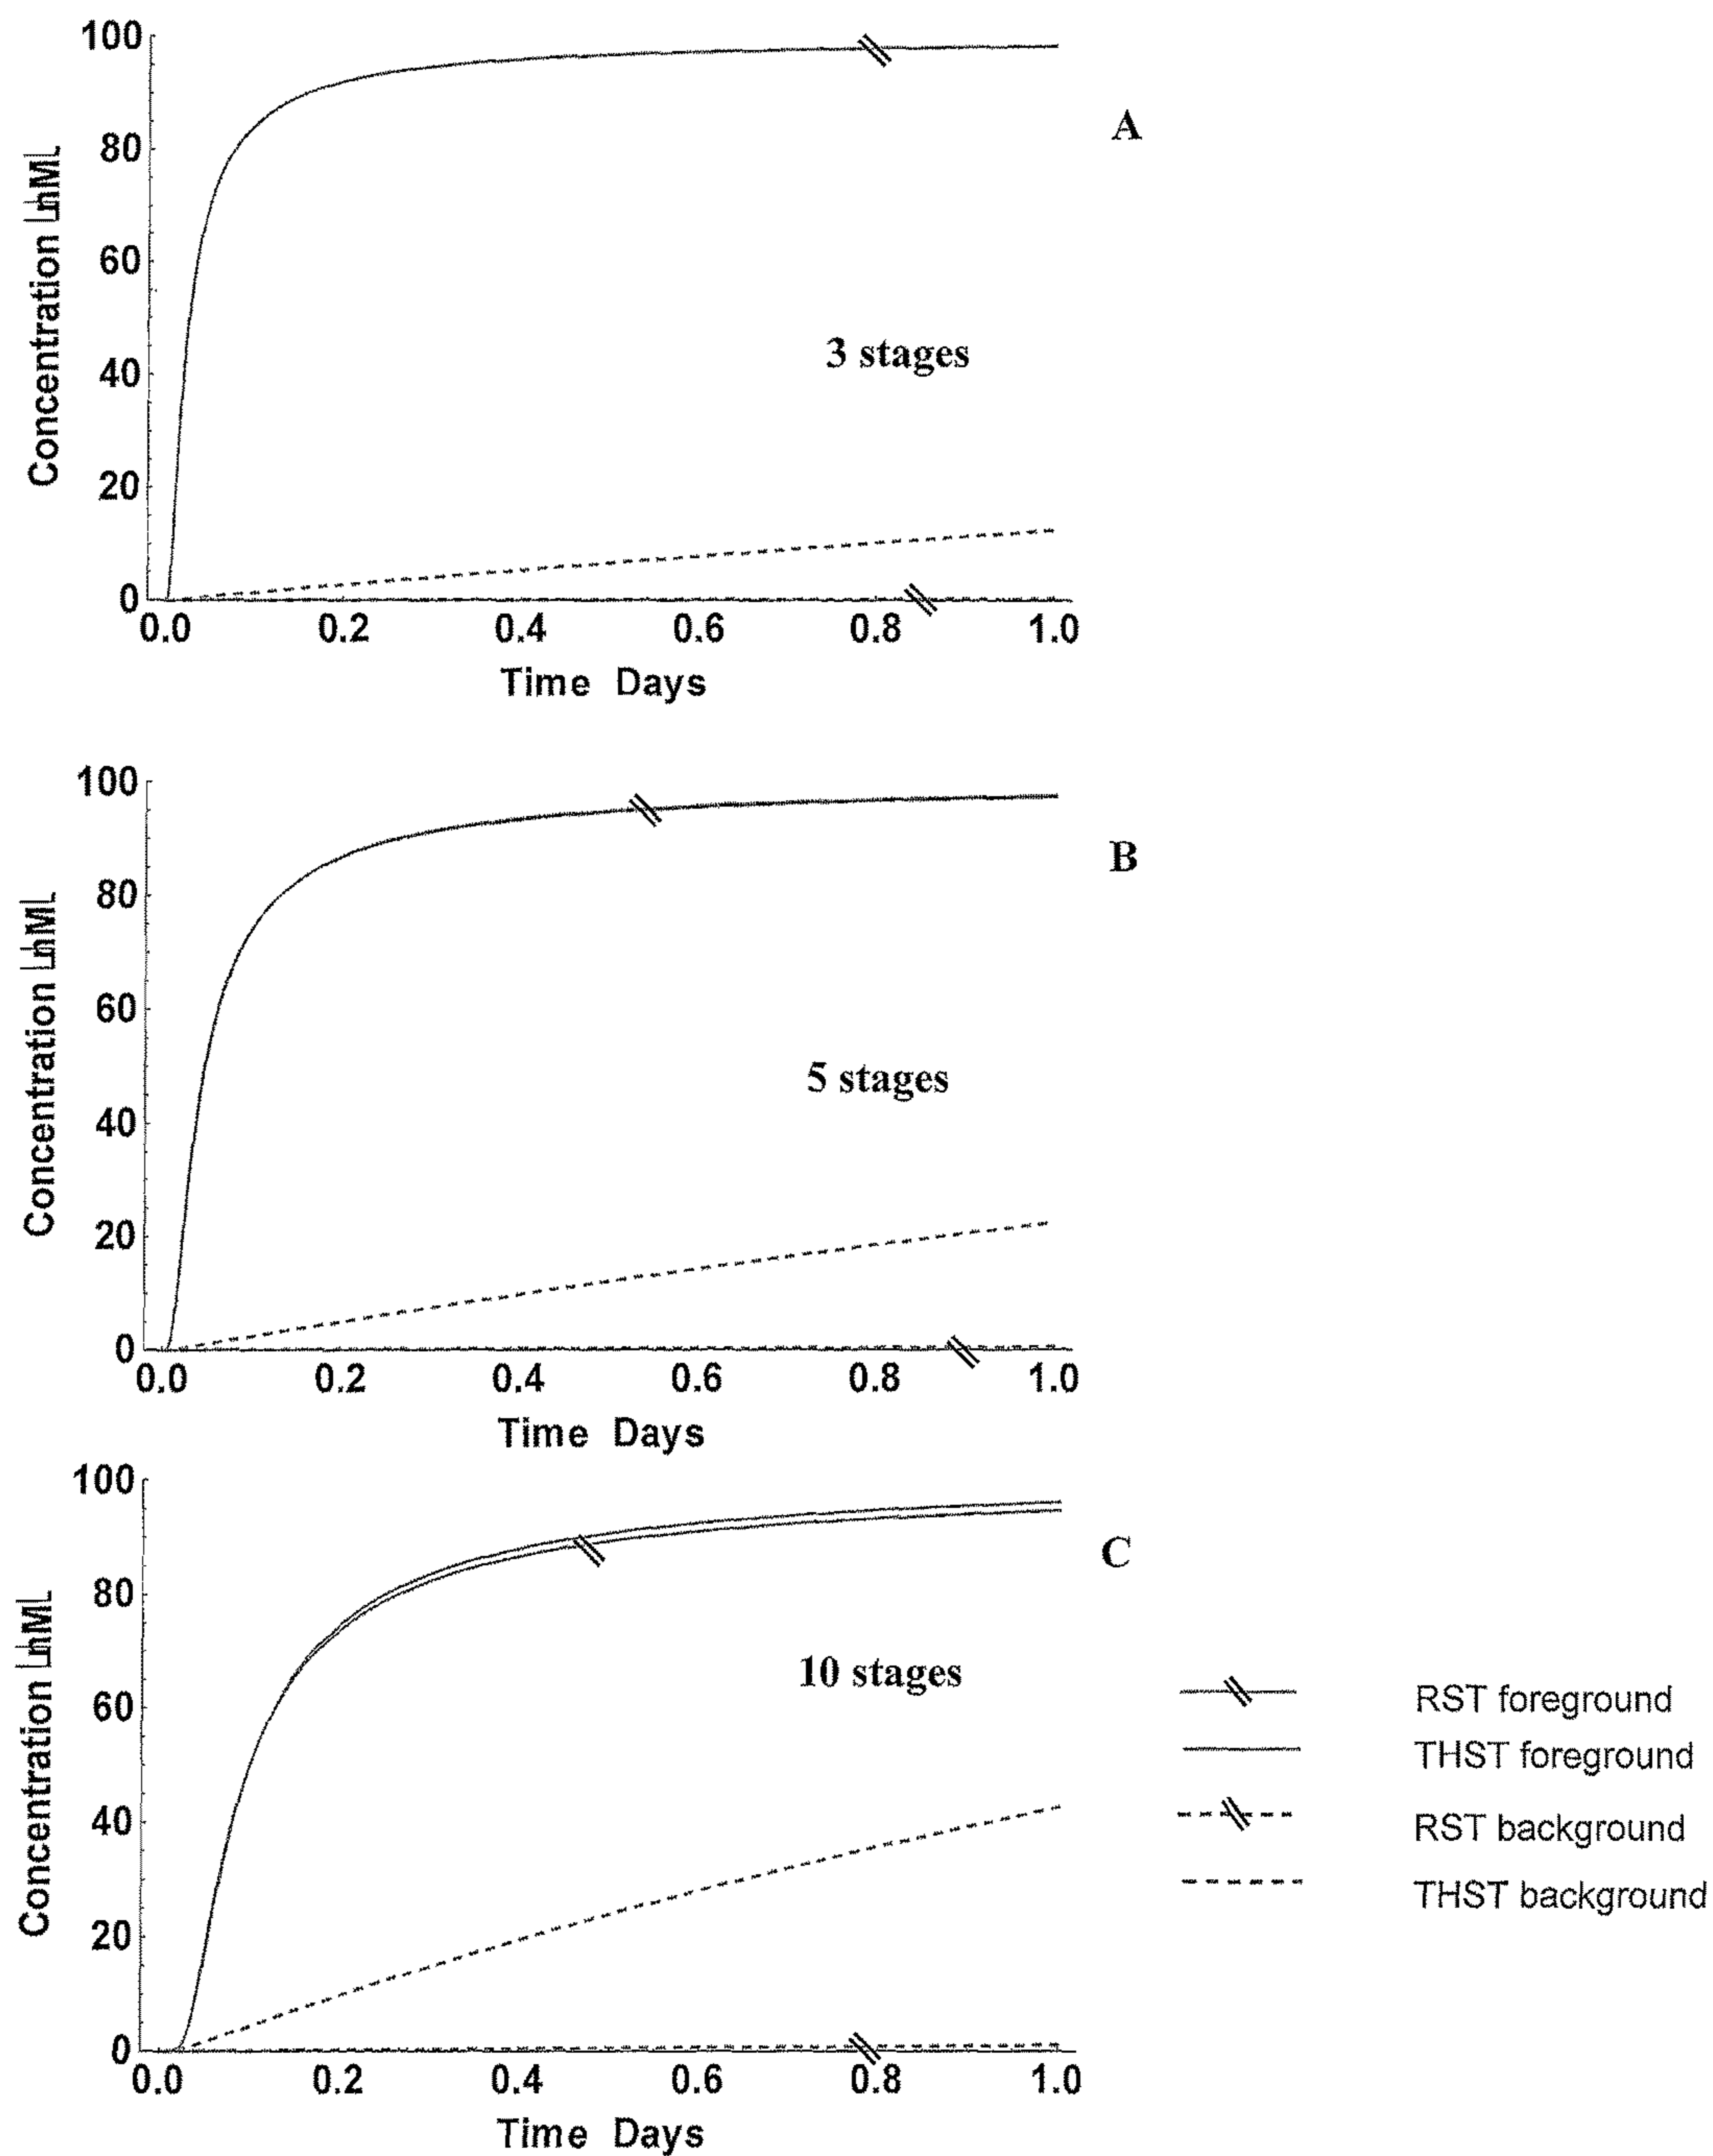 100
A
80
60
3 stages
40
20
0
0.0 0.2 0.4 0.6 0.8 1.0
Time Days
Concentration
100
B
80
60
5 stages
40
20
0
0.0 0.2 0.4 0.6 0.8 1.0
Time Days
Concentration
100
C
80
10 stages
60
40
20
0
0.0 0.2 0.4 0.6 0.8 1.0
Time Days
Concentration
RST foreground
THST foreground
RST background
THST background